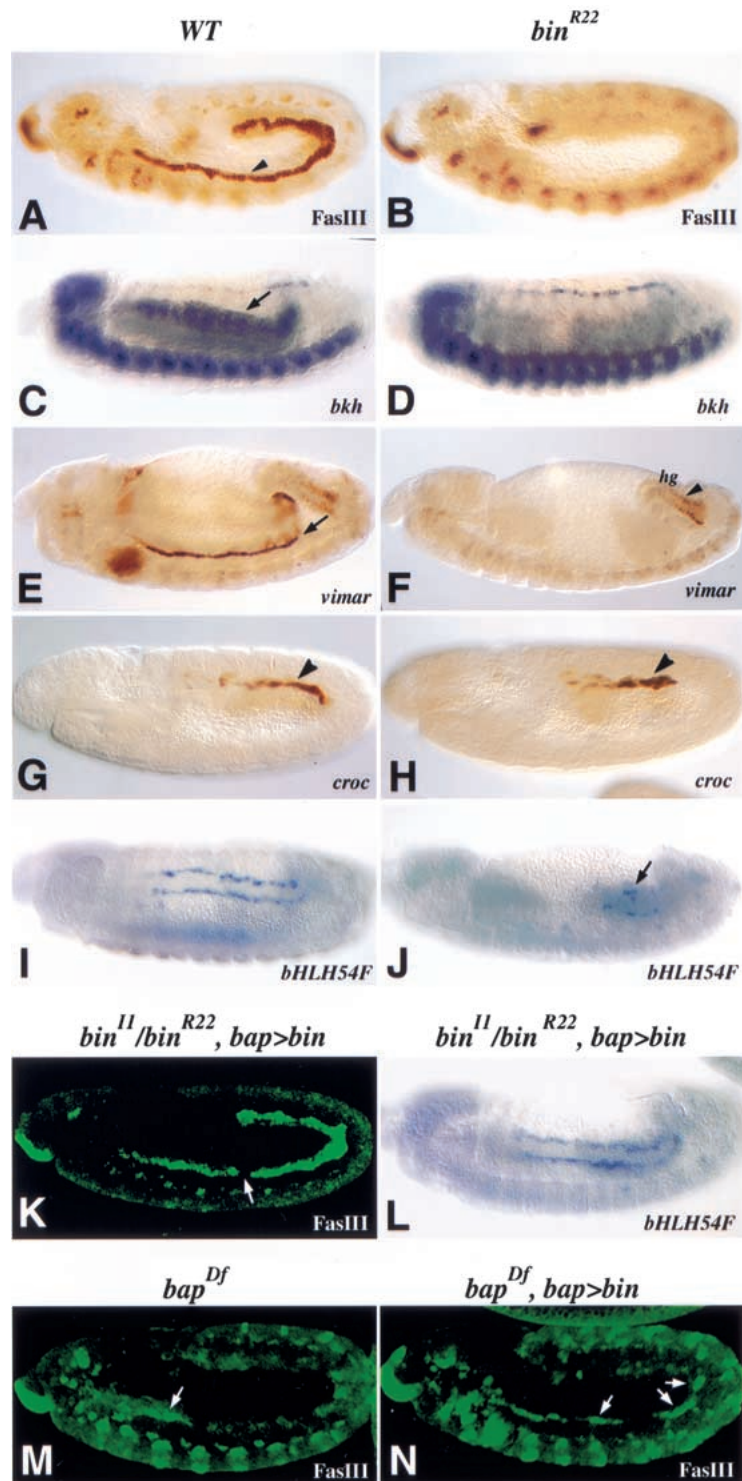 WT
bin^R22
A
FasIII
B
FasIII
C
bkh
D
bkh
E
vimar
hg
F
vimar
G
croc
H
croc
I
bHLH54F
J
bHLH54F
bin^I1/bin^R22, bap>bin
bin^I1/bin^R22, bap>bin
K
FasIII
L
bHLH54F
bap^Df
bap^Df, bap>bin
M
FasIII
N
FasIII